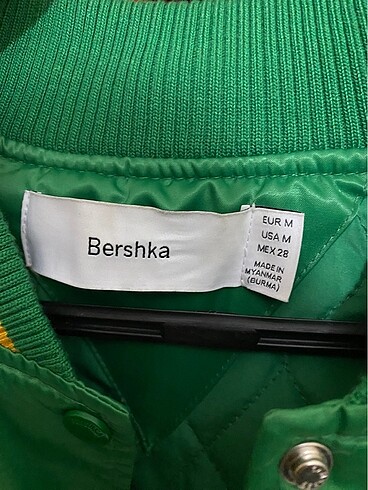 Bershka
EUR M
USA M
MEX 28
MADE IN
MYANMAR
(BURMA)